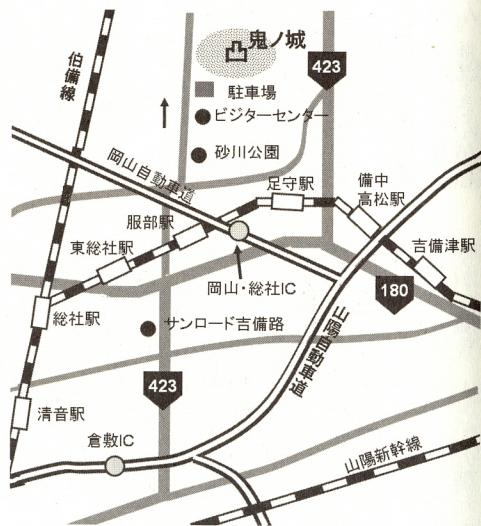 鬼ノ城
423
伯備線
駐車場
ビジターセンター
砂川公園
岡山自動車道
足守駅
備中
高松駅
服部駅
東総社駅
吉備津駅
岡山・総社IC
180
総社駅
サンロード吉備路
山陽自動車道
423
清音駅
倉敷IC
山陽新幹線